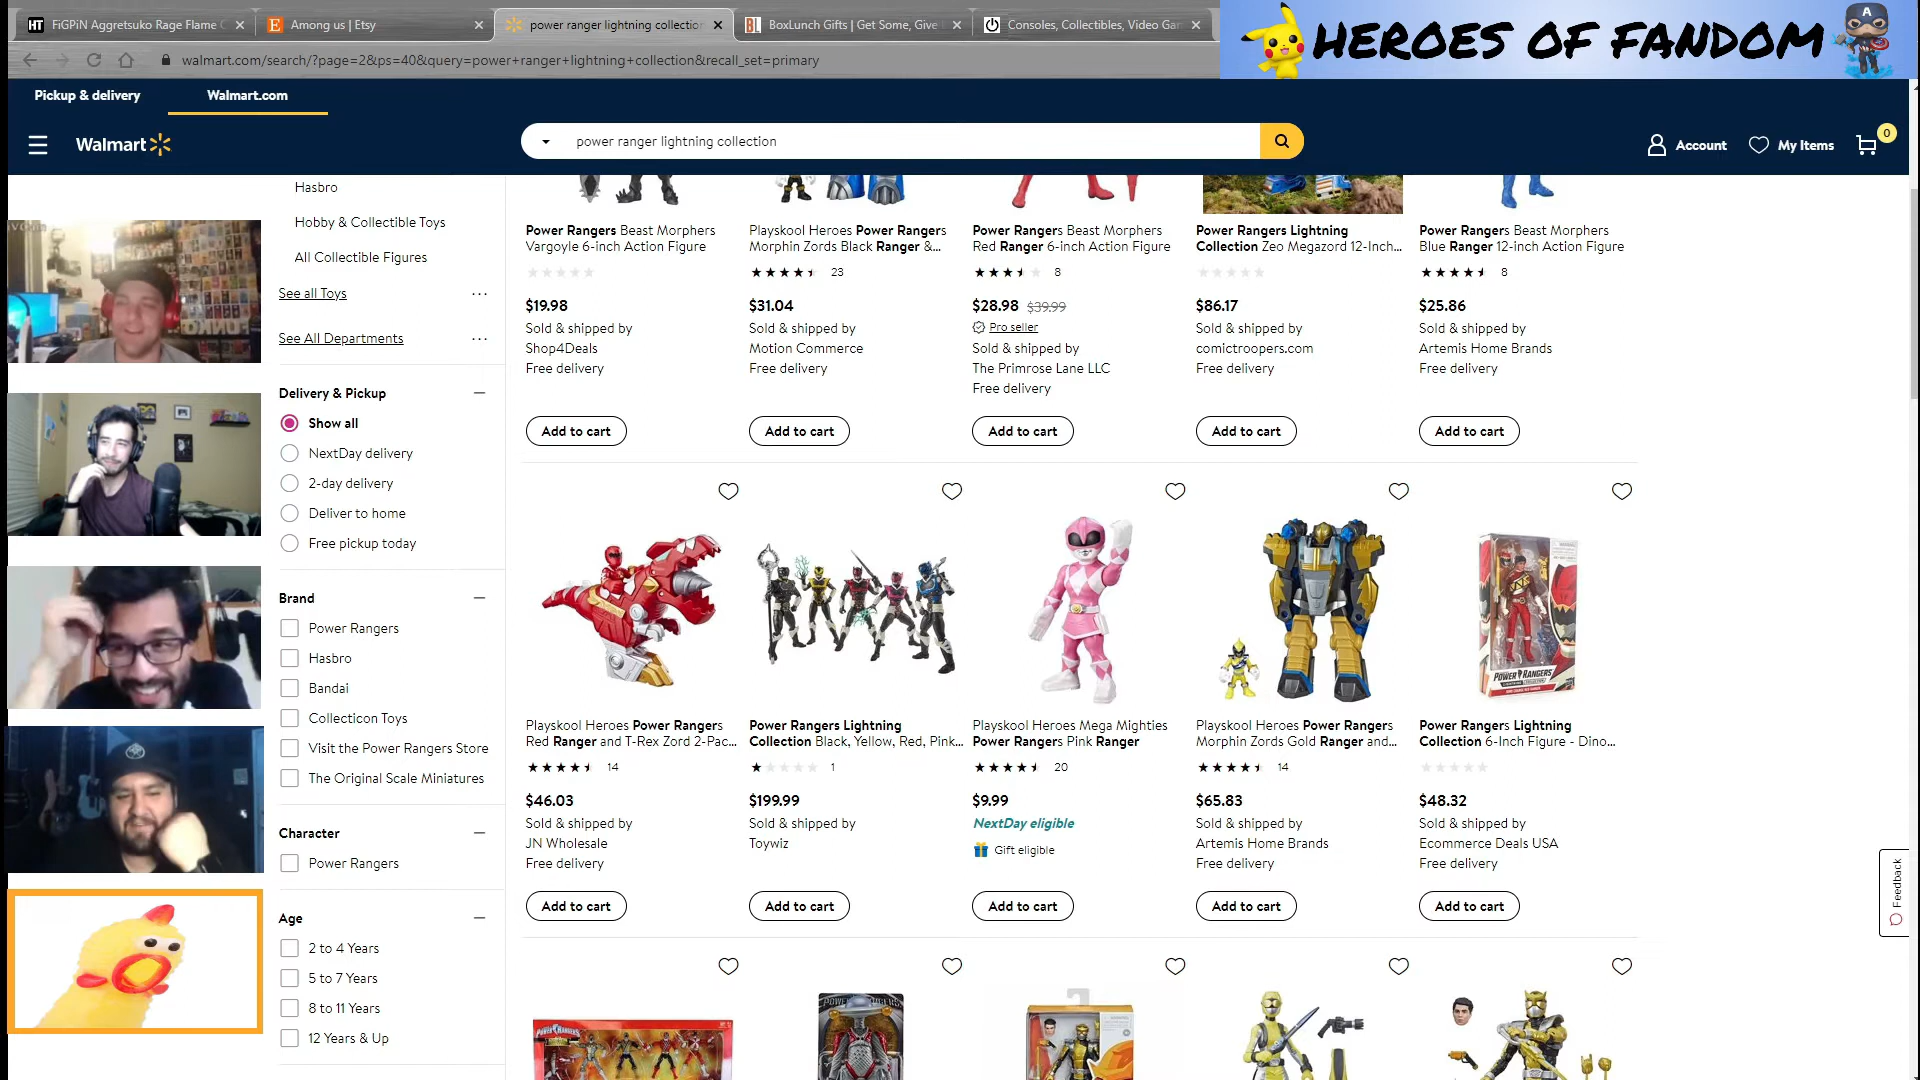 FiGPiN Aggretsuko Rage Flame
Among us | Etsy
power ranger lightning collection
BoxLunch Gifts | Get Some, Give
Consoles, Collectibles, Video Gam
HEROES OF FANDOM
walmart.com/search/?page=2&ps=40&query=power+ranger+lightning+collection&recall_set=primary
Pickup & delivery
Walmart.com
Walmart
power ranger lightning collection
Account
My Items
0
Hasbro
Hobby & Collectible Toys
All Collectible Figures
See all Toys
See All Departments
Delivery & Pickup
Show all
NextDay delivery
2-day delivery
Deliver to home
Free pickup today
Brand
Power Rangers
Hasbro
Bandai
Collecticon Toys
Visit the Power Rangers Store
The Original Scale Miniatures
Character
Power Rangers
Age
2 to 4 Years
5 to 7 Years
8 to 11 Years
12 Years & Up
Power Rangers Beast Morphers
Vargoyle 6-inch Action Figure
$19.98
Sold & shipped by
Shop4Deals
Free delivery
Add to cart
Playskool Heroes Power Rangers
Morphin Zords Black Ranger &...
23
$31.04
Sold & shipped by
Motion Commerce
Free delivery
Add to cart
Power Rangers Beast Morphers
Red Ranger 6-inch Action Figure
8
$28.98 $39.99
Pro seller
Sold & shipped by
The Primrose Lane LLC
Free delivery
Add to cart
Power Rangers Lightning
Collection Zeo Megazord 12-Inch...
$86.17
Sold & shipped by
comictroopers.com
Free delivery
Add to cart
Power Rangers Beast Morphers
Blue Ranger 12-inch Action Figure
8
$25.86
Sold & shipped by
Artemis Home Brands
Free delivery
Add to cart
Playskool Heroes Power Rangers
Red Ranger and T-Rex Zord 2-Pac...
14
$46.03
Sold & shipped by
JN Wholesale
Free delivery
Add to cart
Power Rangers Lightning
Collection Black, Yellow, Red, Pink...
1
$199.99
Sold & shipped by
Toywiz
Add to cart
Playskool Heroes Mega Mighties
Power Rangers Pink Ranger
20
$9.99
NextDay eligible
Gift eligible
Add to cart
Playskool Heroes Power Rangers
Morphin Zords Gold Ranger and...
14
$65.83
Sold & shipped by
Artemis Home Brands
Free delivery
Add to cart
POWER RANGERS
Power Rangers Lightning
Collection 6-Inch Figure - Dino...
$48.32
Sold & shipped by
Ecommerce Deals USA
Free delivery
Add to cart
Feedback